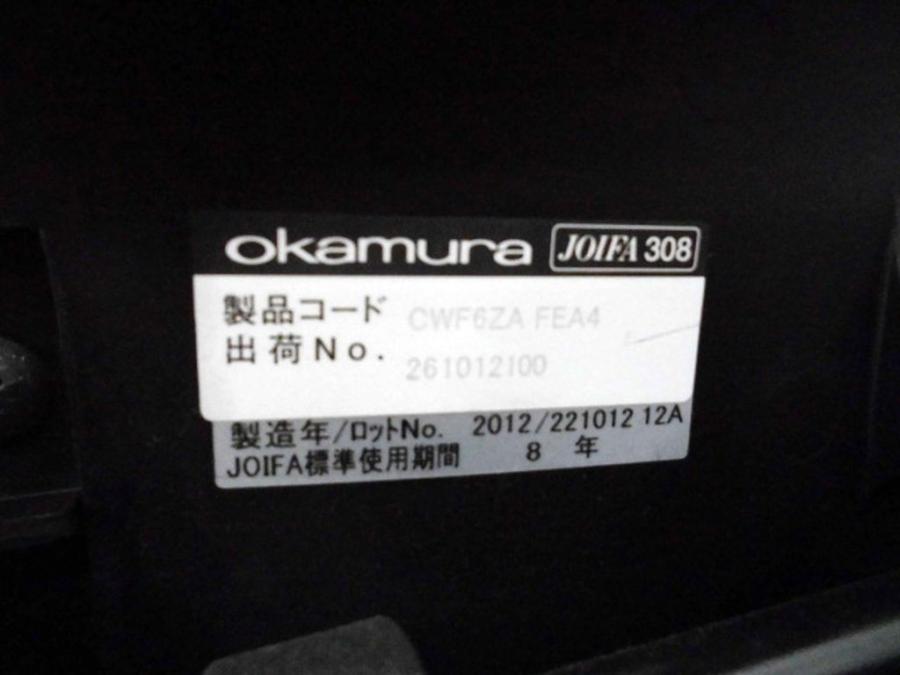 okamura JOIFA 308
製品コード CWF6ZA FEA4
出荷No. 261012100
製造年/ロットNo. 2012/221012 12A
JOIFA標準使用期間 8 年